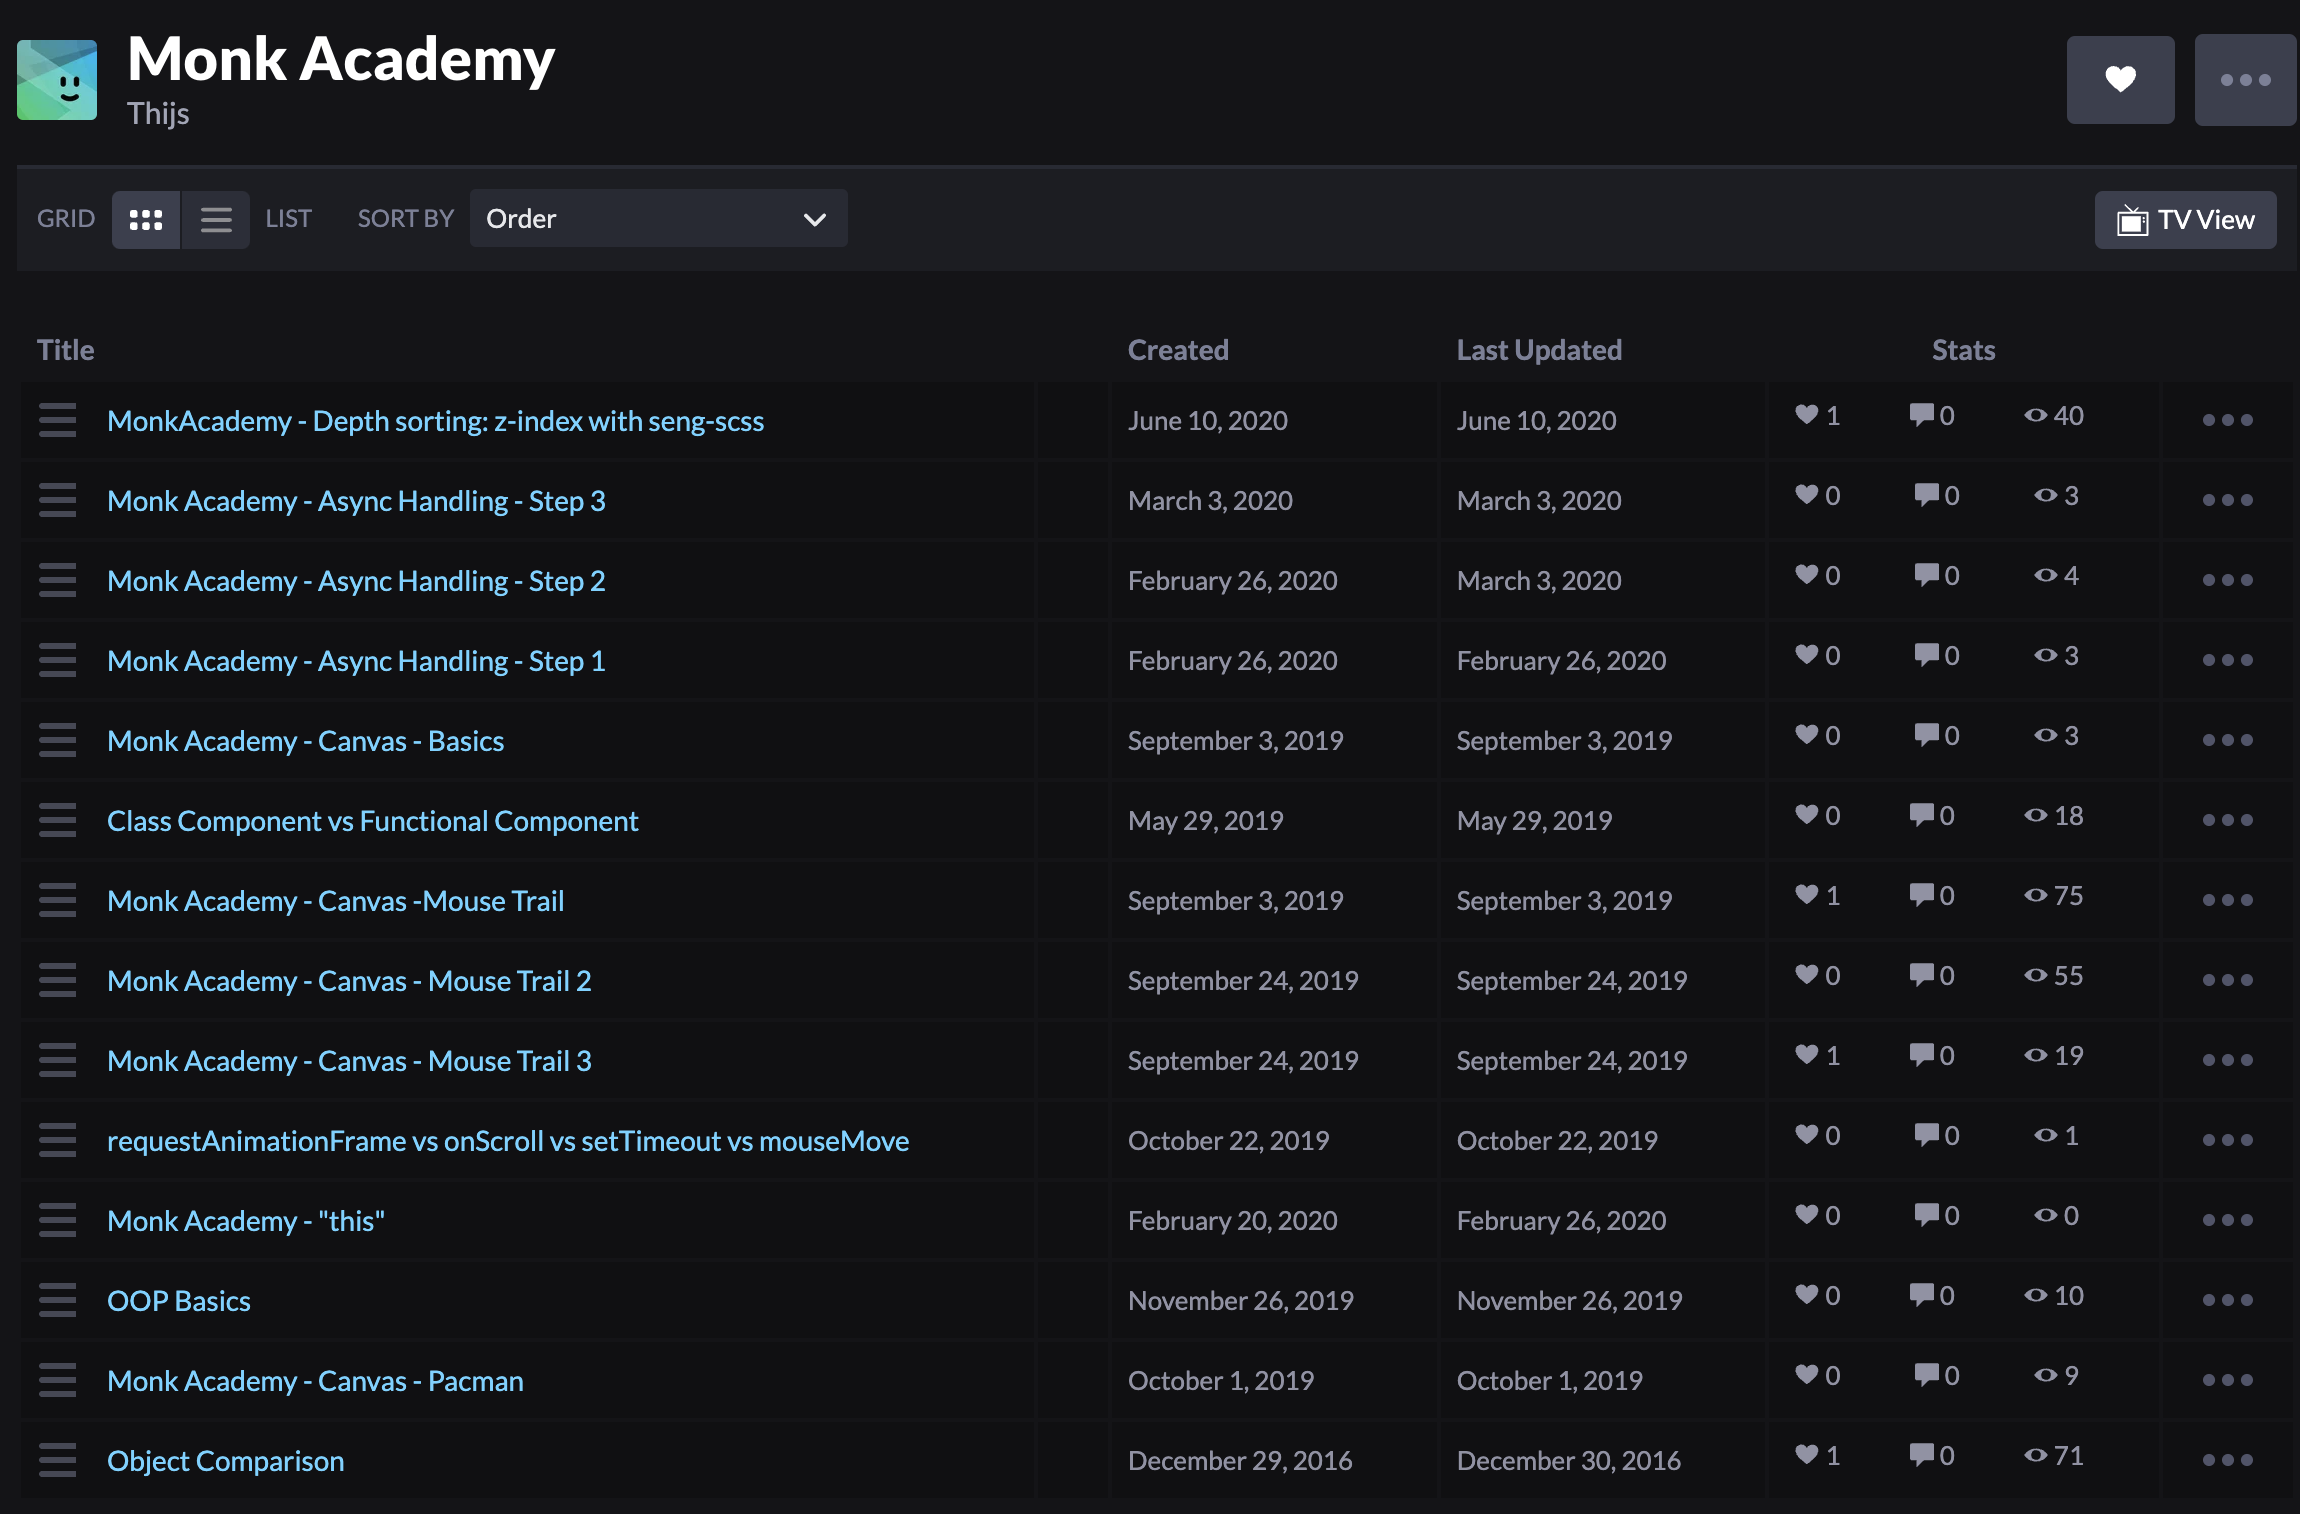 Monk Academy
Thijs
GRID LIST SORT BY Order TV View
Title Created Last Updated Stats
MonkAcademy - Depth sorting: z-index with seng-scss June 10, 2020 June 10, 2020 1 0 40
Monk Academy - Async Handling - Step 3 March 3, 2020 March 3, 2020 0 0 3
Monk Academy - Async Handling - Step 2 February 26, 2020 March 3, 2020 0 0 4
Monk Academy - Async Handling - Step 1 February 26, 2020 February 26, 2020 0 0 3
Monk Academy - Canvas - Basics September 3, 2019 September 3, 2019 0 0 3
Class Component vs Functional Component May 29, 2019 May 29, 2019 0 0 18
Monk Academy - Canvas -Mouse Trail September 3, 2019 September 3, 2019 1 0 75
Monk Academy - Canvas - Mouse Trail 2 September 24, 2019 September 24, 2019 0 0 55
Monk Academy - Canvas - Mouse Trail 3 September 24, 2019 September 24, 2019 1 0 19
requestAnimationFrame vs onScroll vs setTimeout vs mouseMove October 22, 2019 October 22, 2019 0 0 1
Monk Academy - "this" February 20, 2020 February 26, 2020 0 0 0
OOP Basics November 26, 2019 November 26, 2019 0 0 10
Monk Academy - Canvas - Pacman October 1, 2019 October 1, 2019 0 0 9
Object Comparison December 29, 2016 December 30, 2016 1 0 71